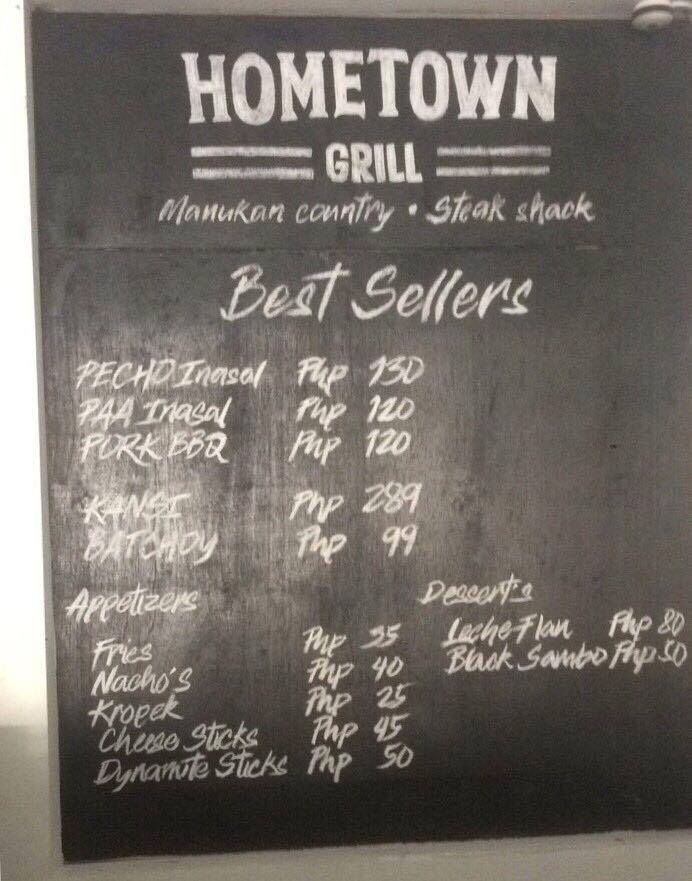 HOMETOWN
GRILL
Manukan country • Steak shack
Best Sellers
PECHO Inasal Php 130
PAA Inasal Php 120
PORK BBQ Php 120
KANSI Php 289
BATCHOY Php 99
Appetizers
Fries Php 35
Nacho's Php 40
Kropek Php 25
Cheese Sticks Php 45
Dynamite Sticks Php 50
Dessert's
Leche Flan Php 80
Black Sambo Php 50